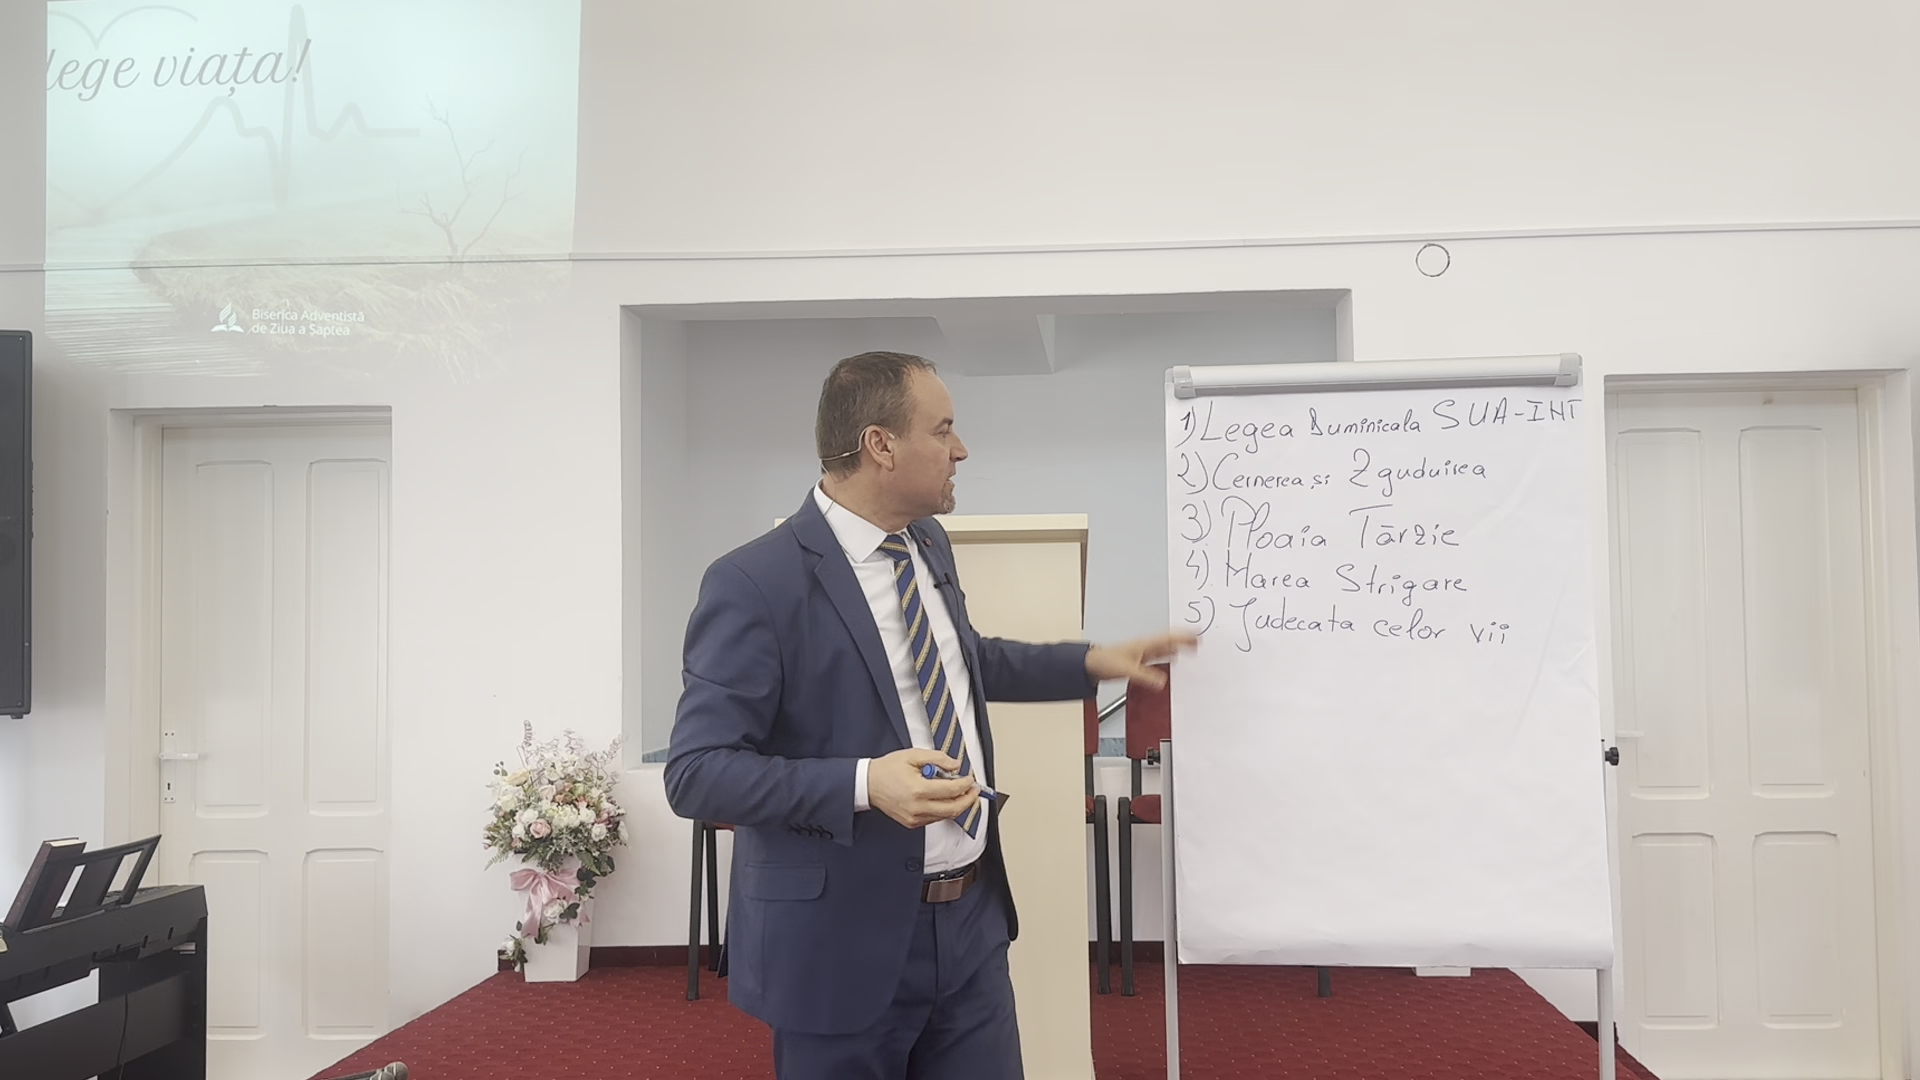 lege viața!
Biserica Adventistă
de Ziua a Șaptea
1) Legea Duminicala SUA-INT
2) Cernerea și Zguduirea
3) Ploaia Târzie
4). Marea Strigare
5). Judecata celor vii